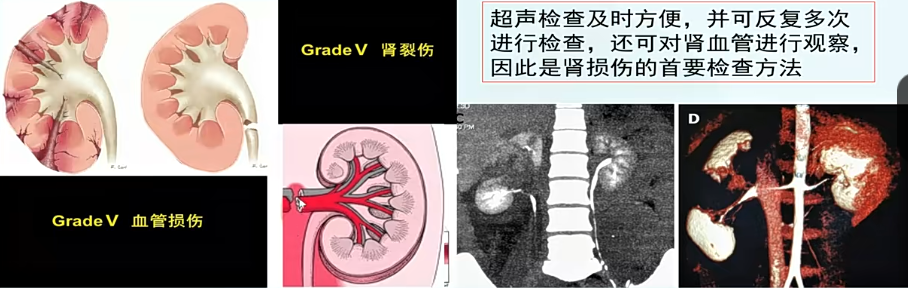 Grade V 肾裂伤
超声检查及时方便，并可反复多次
进行检查，还可对肾血管进行观察，
因此是肾损伤的首要检查方法
C
PM
D
Grade V 血管损伤